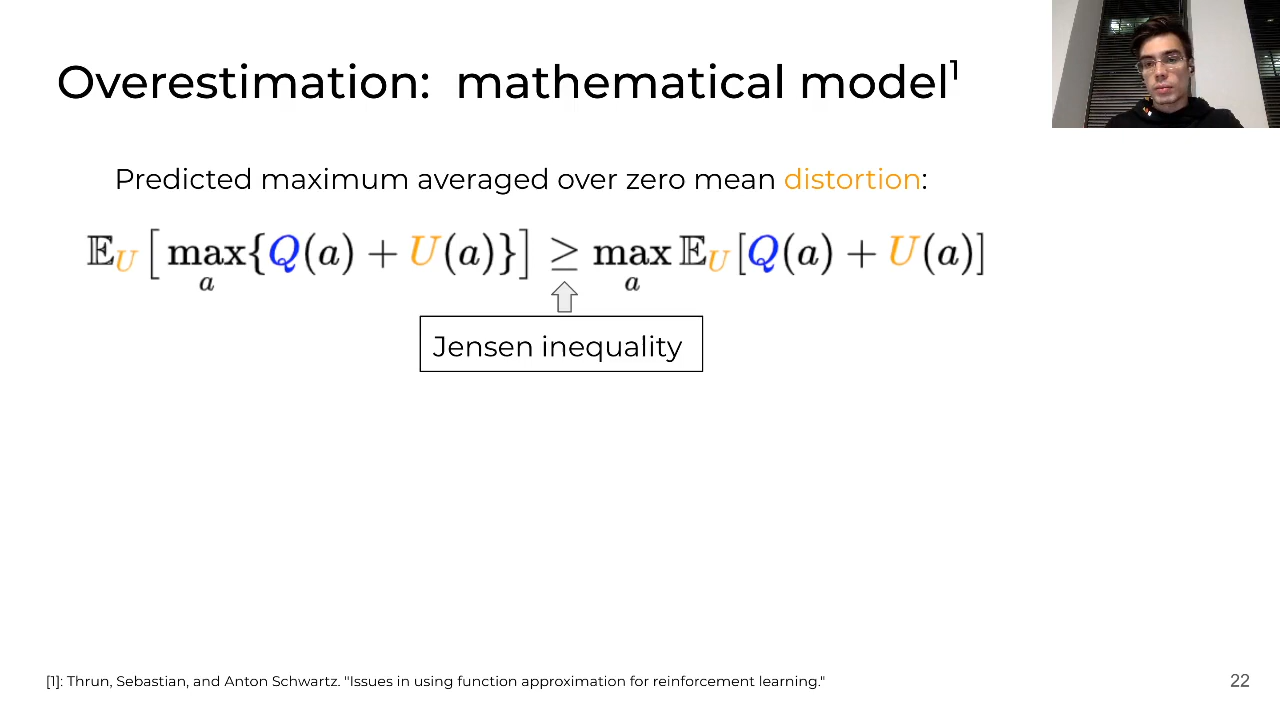 Overestimation: mathematical model¹
Predicted maximum averaged over zero mean distortion:
𝔼_U [ max_a {Q(a) + U(a)} ] ≥ max_a 𝔼_U [Q(a) + U(a)]
Jensen inequality
[1]: Thrun, Sebastian, and Anton Schwartz. "Issues in using function approximation for reinforcement learning."
22